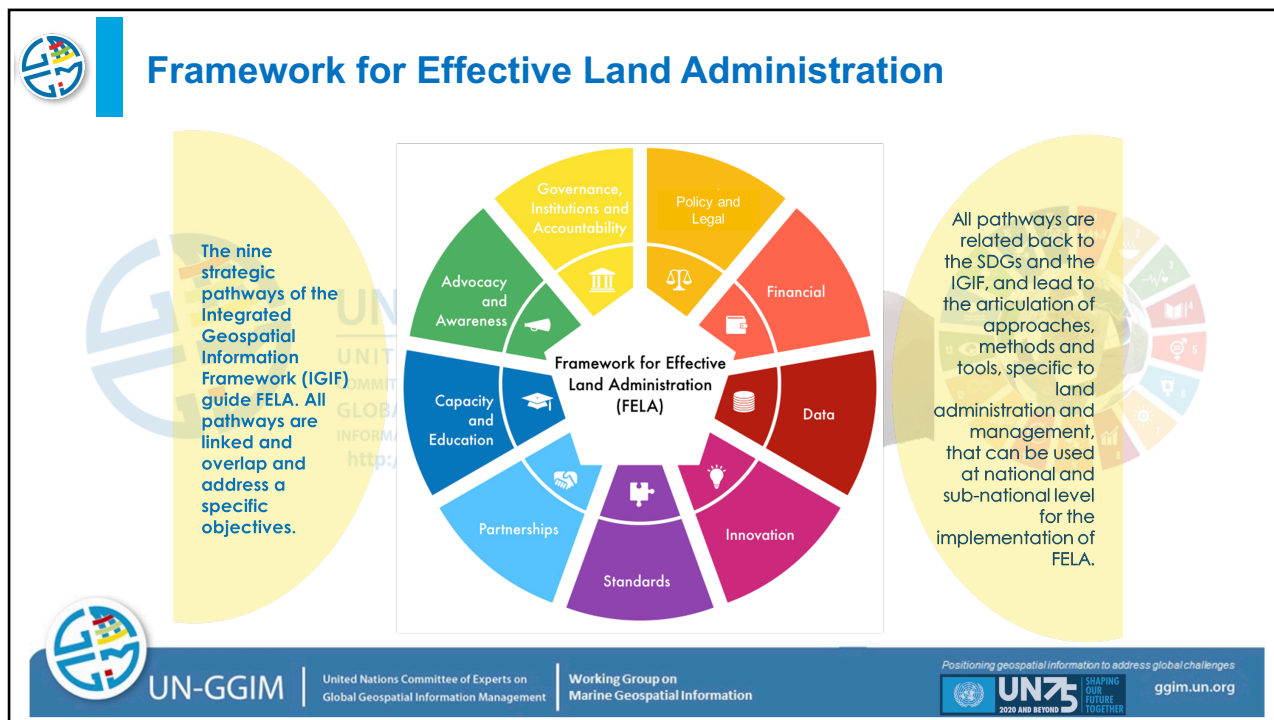 Framework for Effective Land Administration
The nine
strategic
pathways of the
Integrated
Geospatial
Information
Framework (IGIF)
guide FELA. All
pathways are
linked and
overlap and
address a
specific
objectives.
Governance,
Institutions and
Accountability
Policy and
Legal
Financial
Data
Innovation
Standards
Partnerships
Capacity
and
Education
Advocacy
and
Awareness
Framework for Effective
Land Administration
(FELA)
All pathways are
related back to
the SDGs and the
IGIF, and lead to
the articulation of
approaches,
methods and
tools, specific to
land
administration and
management,
that can be used
at national and
sub-national level
for the
implementation of
FELA.
UN-GGIM
United Nations Committee of Experts on
Global Geospatial Information Management
Working Group on
Marine Geospatial Information
Positioning geospatial information to address global challenges
UN75
2020 AND BEYOND
SHAPING
OUR
FUTURE
TOGETHER
ggim.un.org